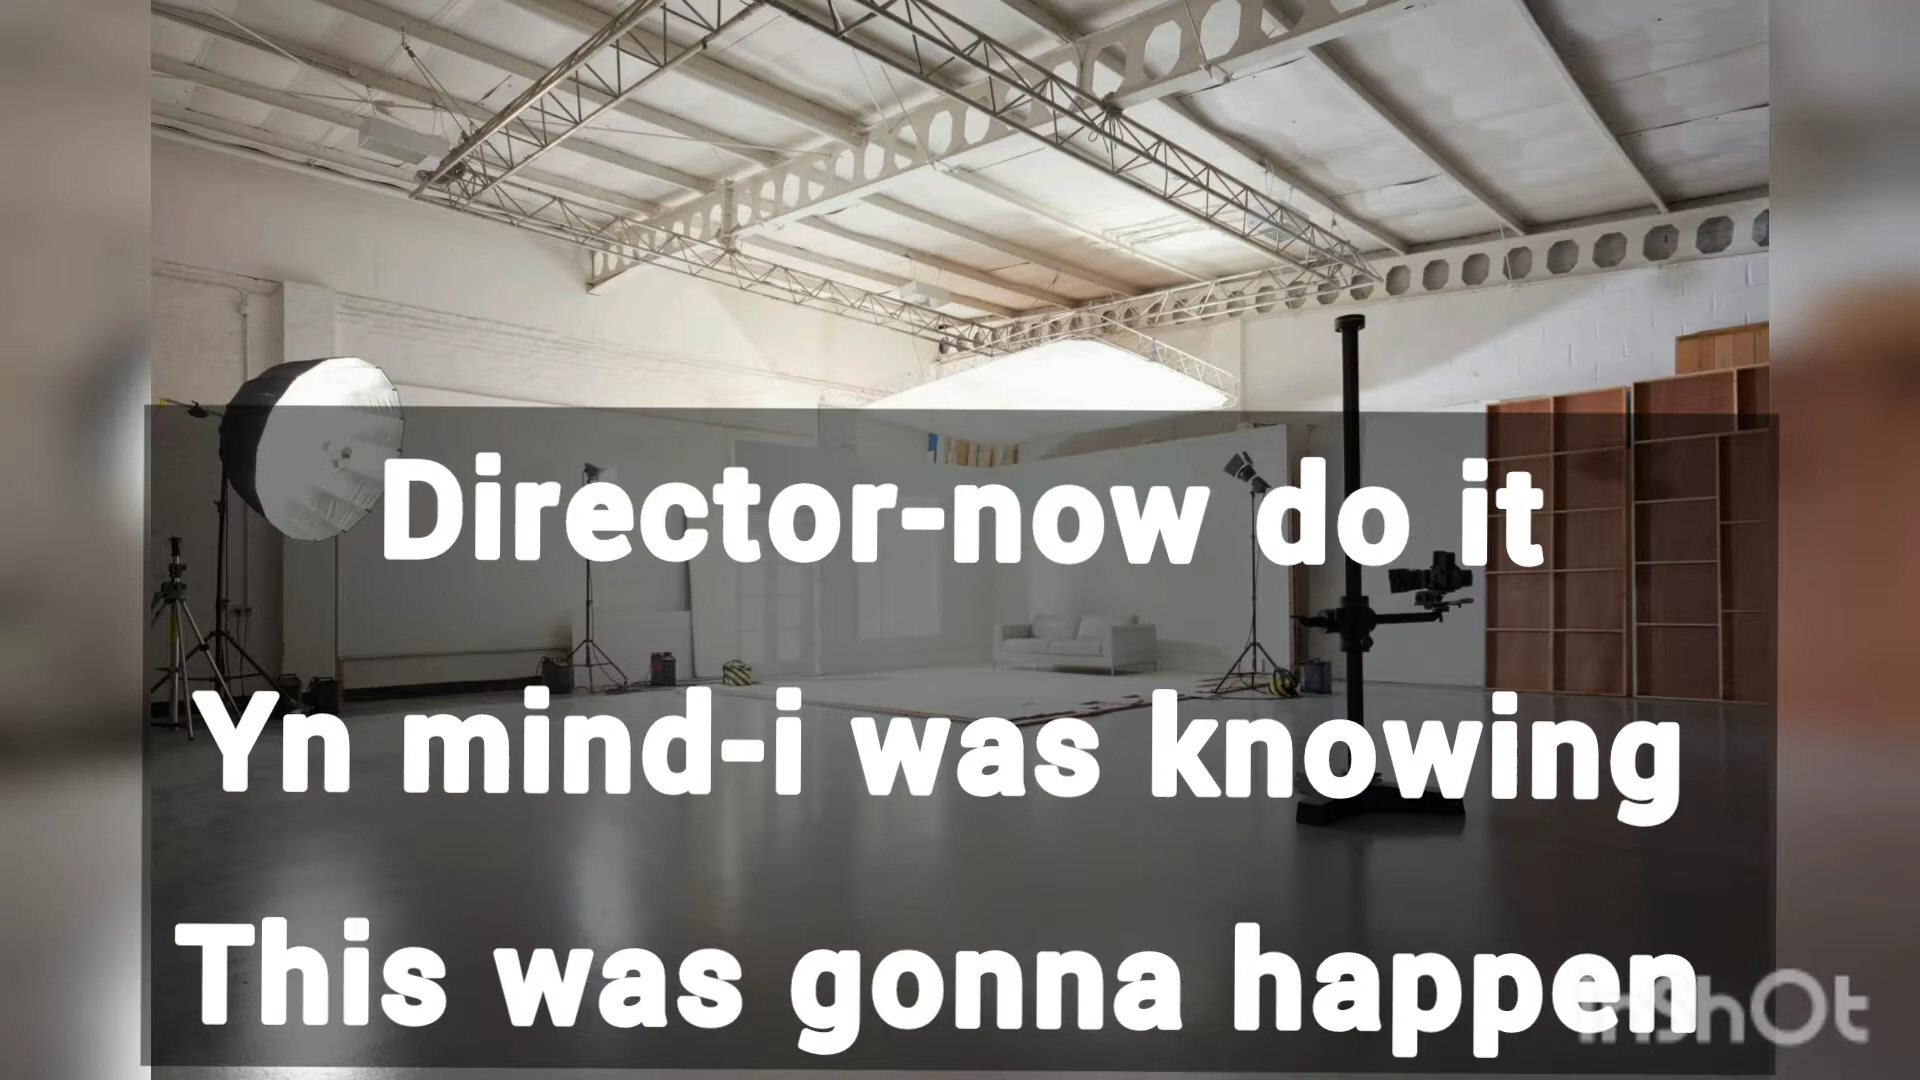 Director-now do it
Yn mind-i was knowing
This was gonna happen
InShOt